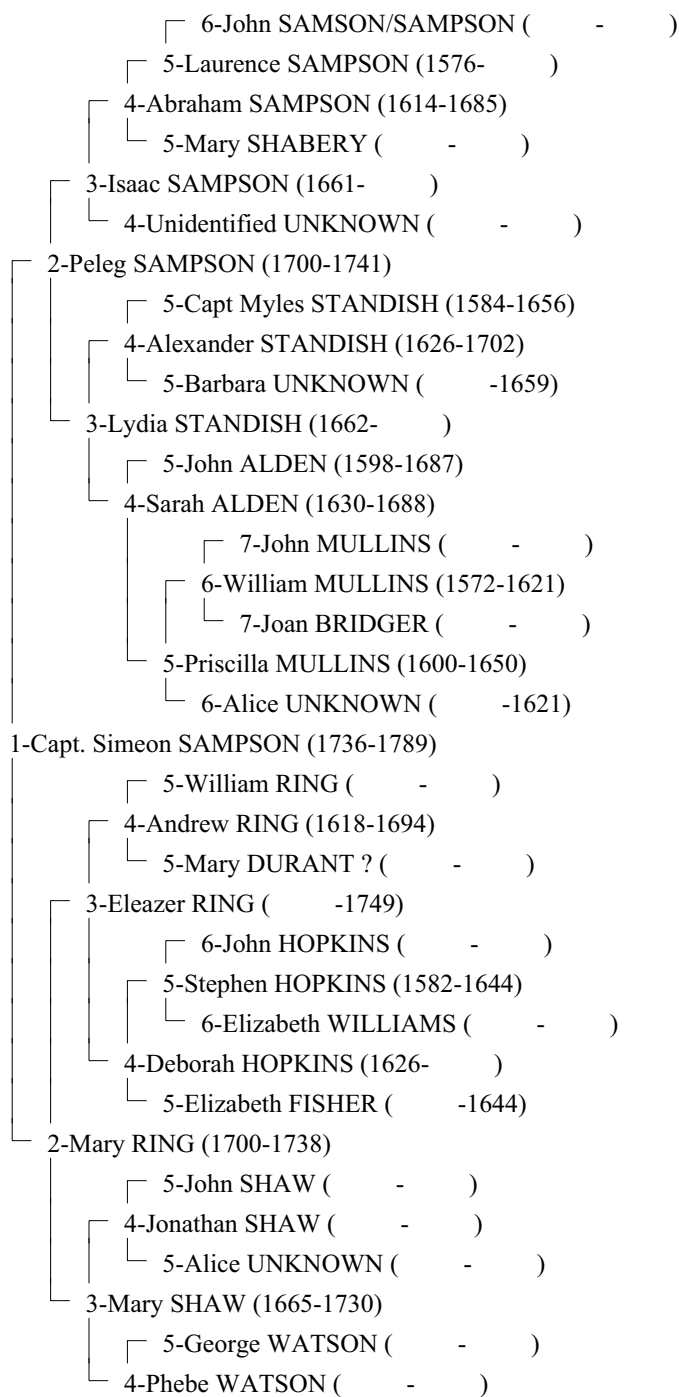 6-John SAMSON/SAMPSON ( - )
5-Laurence SAMPSON (1576- )
4-Abraham SAMPSON (1614-1685)
5-Mary SHABERY ( - )
3-Isaac SAMPSON (1661- )
4-Unidentified UNKNOWN ( - )
2-Peleg SAMPSON (1700-1741)
5-Capt Myles STANDISH (1584-1656)
4-Alexander STANDISH (1626-1702)
5-Barbara UNKNOWN ( -1659)
3-Lydia STANDISH (1662- )
5-John ALDEN (1598-1687)
4-Sarah ALDEN (1630-1688)
7-John MULLINS ( - )
6-William MULLINS (1572-1621)
7-Joan BRIDGER ( - )
5-Priscilla MULLINS (1600-1650)
6-Alice UNKNOWN ( -1621)
1-Capt. Simeon SAMPSON (1736-1789)
5-William RING ( - )
4-Andrew RING (1618-1694)
5-Mary DURANT ? ( - )
3-Eleazer RING ( -1749)
6-John HOPKINS ( - )
5-Stephen HOPKINS (1582-1644)
6-Elizabeth WILLIAMS ( - )
4-Deborah HOPKINS (1626- )
5-Elizabeth FISHER ( -1644)
2-Mary RING (1700-1738)
5-John SHAW ( - )
4-Jonathan SHAW ( - )
5-Alice UNKNOWN ( - )
3-Mary SHAW (1665-1730)
5-George WATSON ( - )
4-Phebe WATSON ( - )